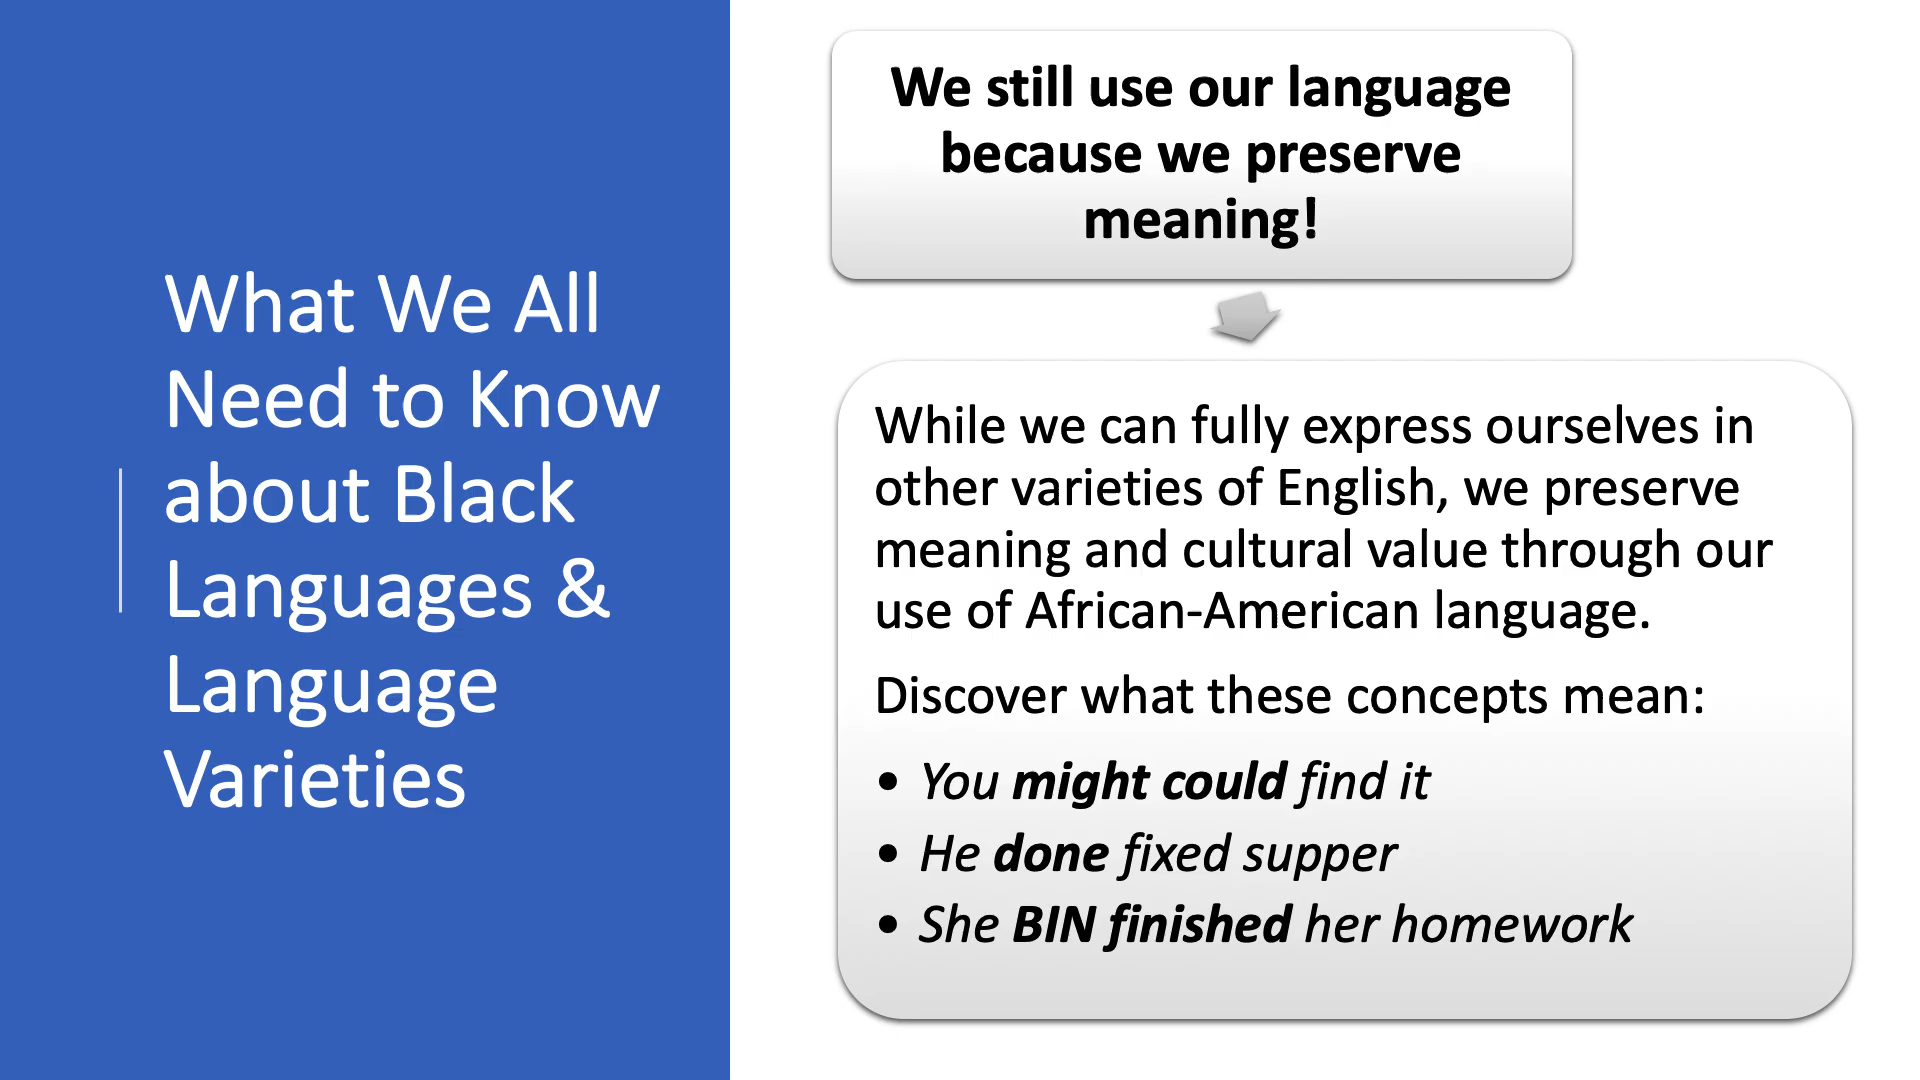 What We All
Need to Know
about Black
Languages &
Language
Varieties
We still use our language
because we preserve
meaning!
While we can fully express ourselves in
other varieties of English, we preserve
meaning and cultural value through our
use of African-American language.
Discover what these concepts mean:
• You might could find it
• He done fixed supper
• She BIN finished her homework